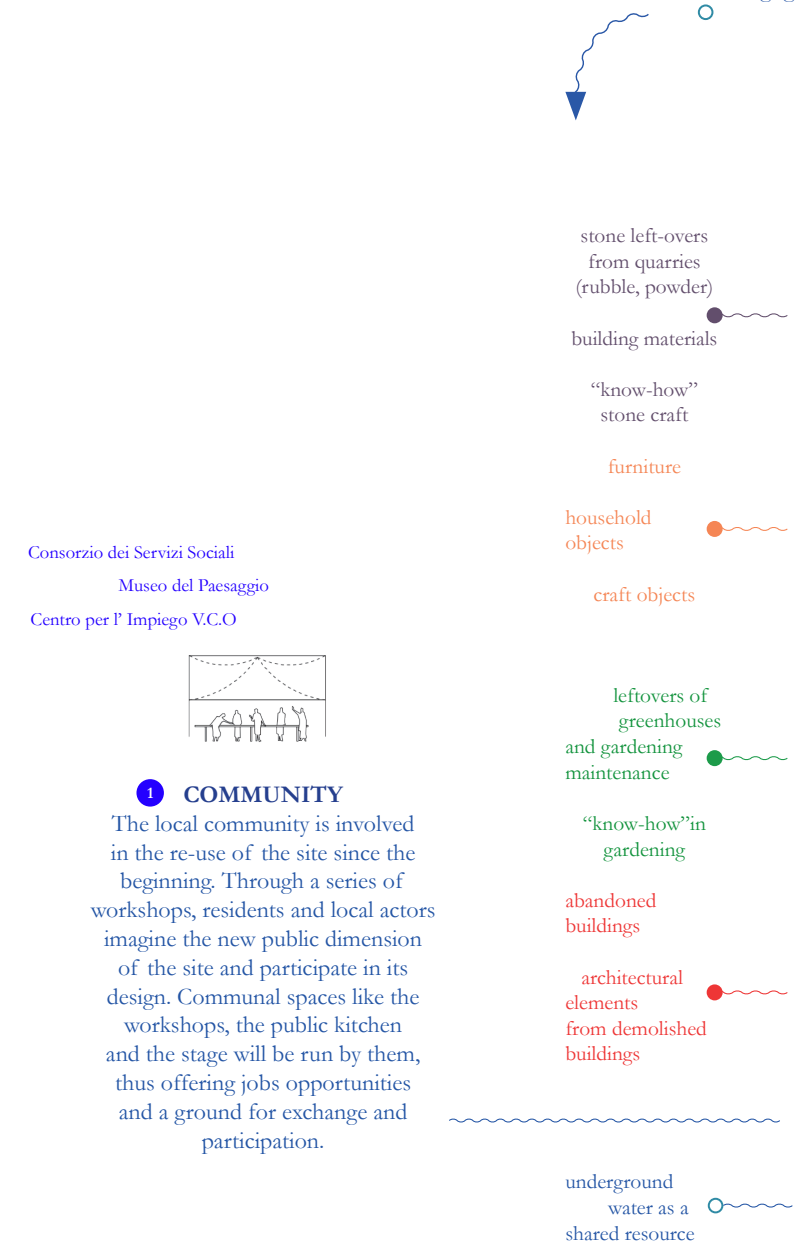 stone left-overs
from quarries
(rubble, powder)
building materials
“know-how”
stone craft
furniture
household
objects
craft objects
leftovers of
greenhouses
and gardening
maintenance
“know-how”in
gardening
abandoned
buildings
architectural
elements
from demolished
buildings
underground
water as a
shared resource
Consorzio dei Servizi Sociali
Museo del Paesaggio
Centro per l’ Impiego V.C.O
1 COMMUNITY
The local community is involved
in the re-use of the site since the
beginning. Through a series of
workshops, residents and local actors
imagine the new public dimension
of the site and participate in its
design. Communal spaces like the
workshops, the public kitchen
and the stage will be run by them,
thus offering jobs opportunities
and a ground for exchange and
participation.